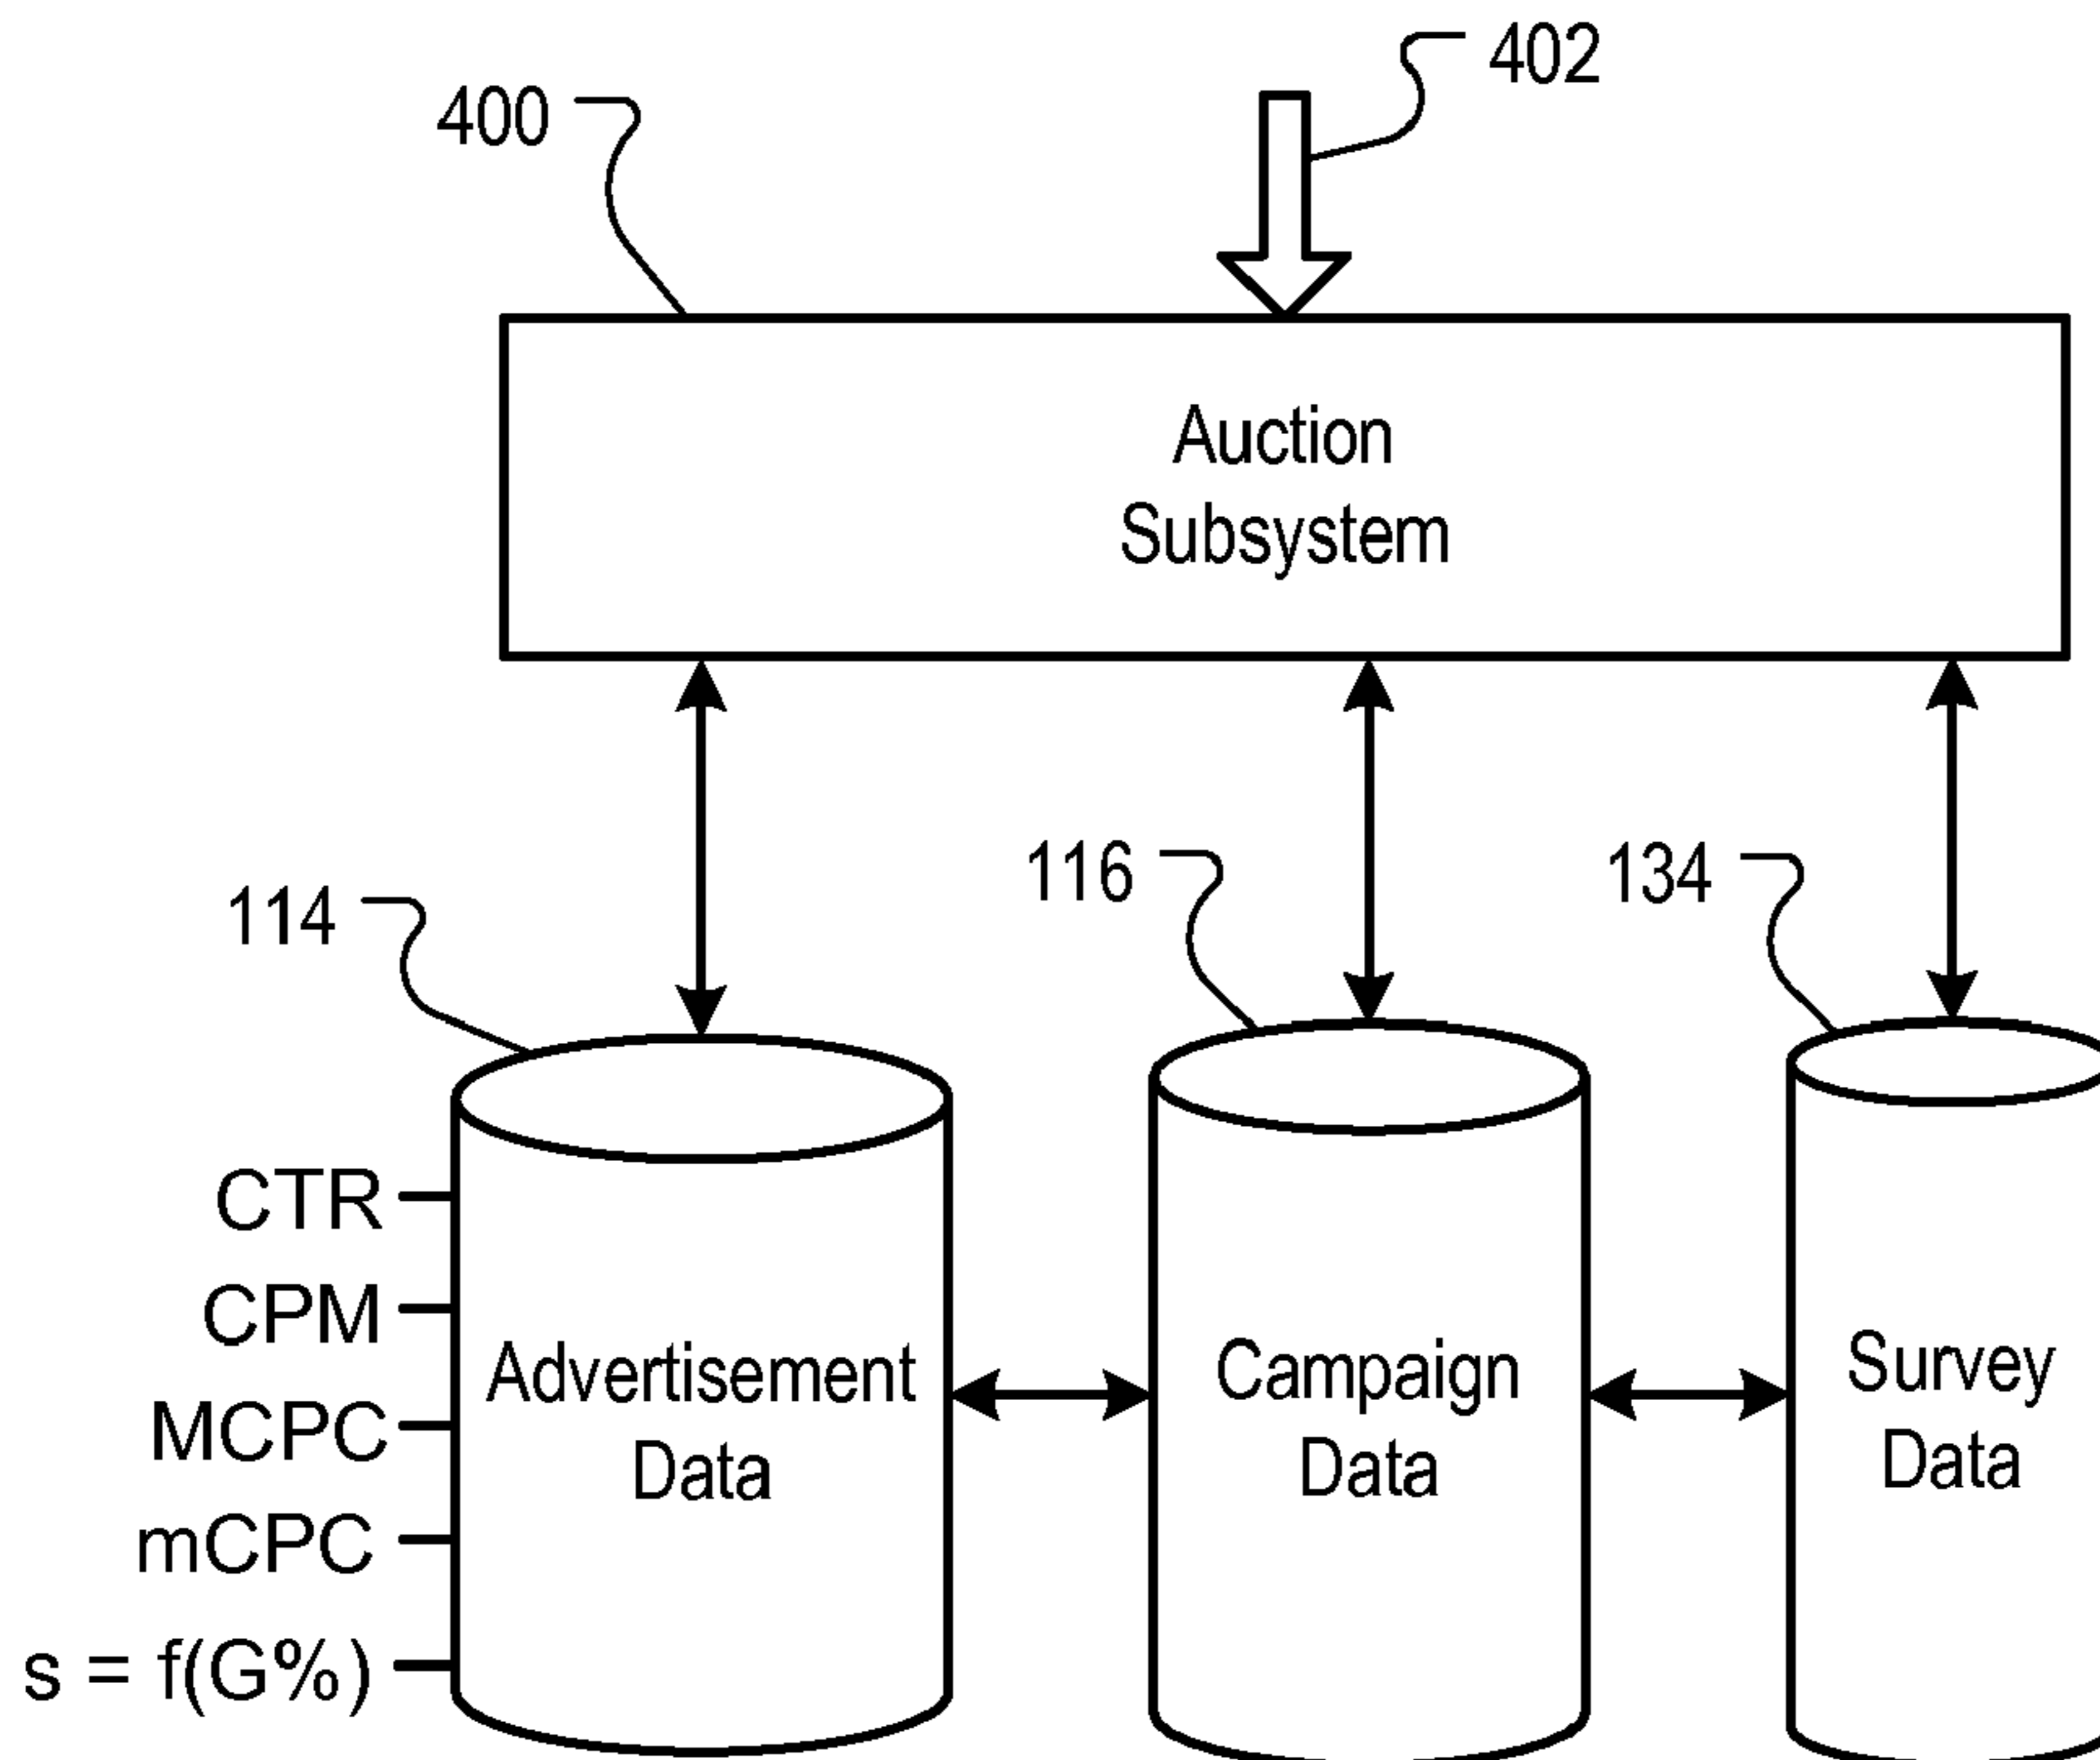 402
400
Auction
Subsystem
116
134
114
CTR
CPM
MCPC
mCPC
s = f(G%)
Advertisement
Data
Campaign
Data
Survey
Data